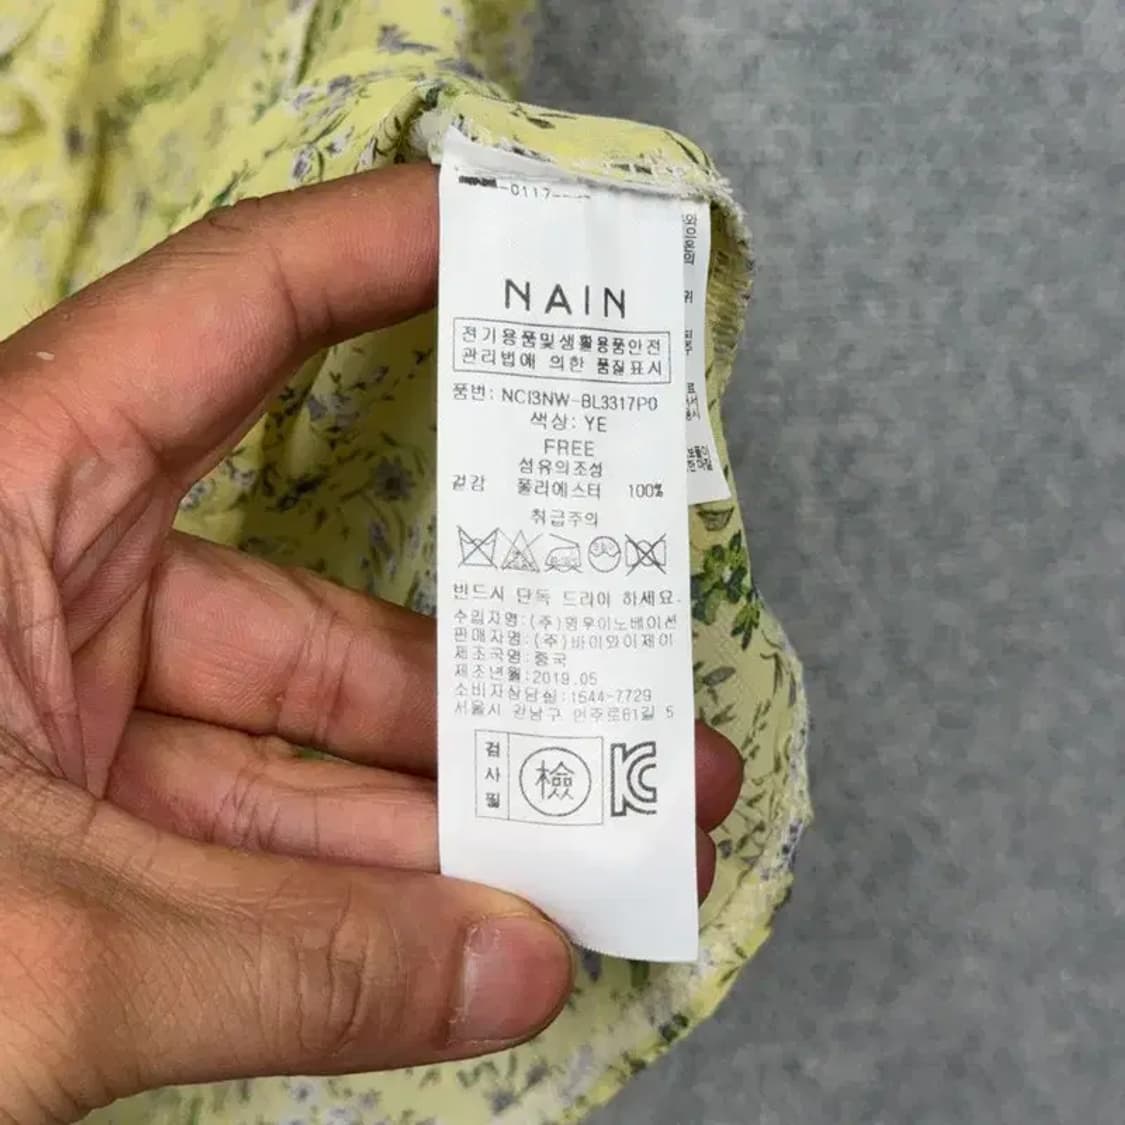 -0117-
NAIN
전기용품및생활용품안전
관리법에 의한 품질표시
품번: NCI3NW-BL3317P0
색상: YE
FREE
섬유의조성
겉감 폴리에스터 100%
취급주의
반드시 단독 드라이 하세요.
수입자명:(주)명우이노베이션
판매자명:(주)바이와이제이
제조국명:중국
제조년월:2019.05
소비자상담실:1544-7729
서울시 강남구 언주로81길 5
검사필
檢
KC